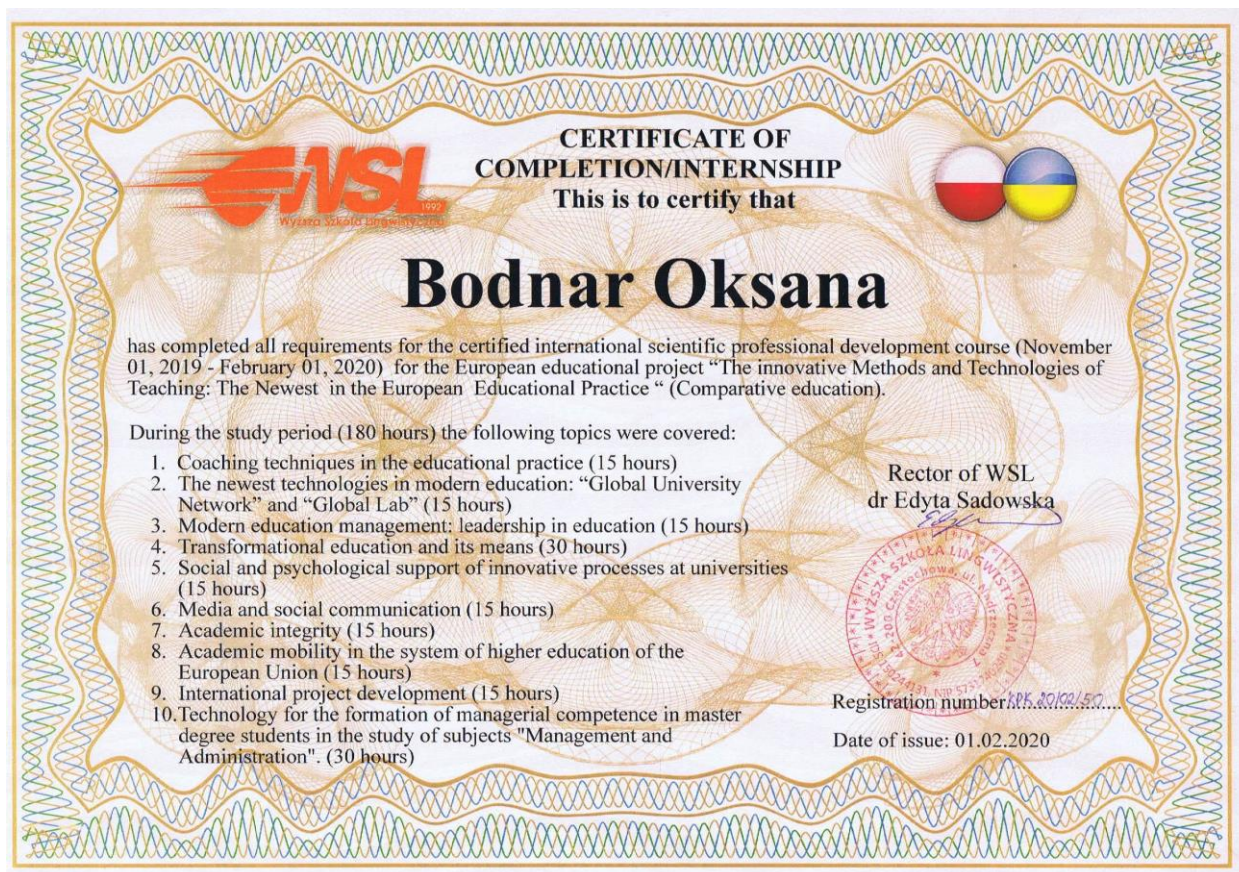 WSL
1992
Wyższa Szkoła Lingwistyczna
CERTIFICATE OF
COMPLETION/INTERNSHIP
This is to certify that
Bodnar Oksana
has completed all requirements for the certified international scientific professional development course (November
01, 2019 - February 01, 2020) for the European educational project “The innovative Methods and Technologies of
Teaching: The Newest in the European Educational Practice “ (Comparative education).
During the study period (180 hours) the following topics were covered:
1. Coaching techniques in the educational practice (15 hours)
2. The newest technologies in modern education: “Global University
Network” and “Global Lab” (15 hours)
3. Modern education management: leadership in education (15 hours)
4. Transformational education and its means (30 hours)
5. Social and psychological support of innovative processes at universities
(15 hours)
6. Media and social communication (15 hours)
7. Academic integrity (15 hours)
8. Academic mobility in the system of higher education of the
European Union (15 hours)
9. International project development (15 hours)
10.Technology for the formation of managerial competence in master
degree students in the study of subjects "Management and
Administration". (30 hours)
Rector of WSL
dr Edyta Sadowska
WYŻSZA SZKOŁA LINGWISTYCZNA
42-200 Częstochowa, ul.
Registration number KPK 20/02/50
Date of issue: 01.02.2020